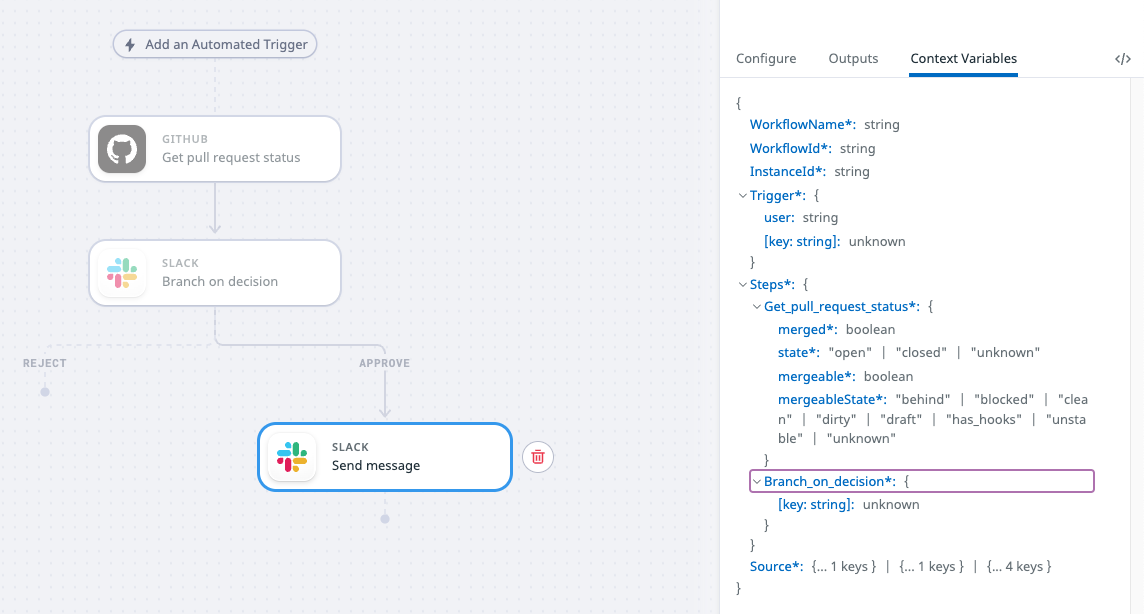 Add an Automated Trigger
GITHUB
Get pull request status
SLACK
Branch on decision
REJECT
APPROVE
SLACK
Send message
Configure
Outputs
Context Variables
</>
{
WorkflowName*: string
WorkflowId*: string
InstanceId*: string
Trigger*: {
user: string
[key: string]: unknown
}
Steps*: {
Get_pull_request_status*: {
merged*: boolean
state*: "open" | "closed" | "unknown"
mergeable*: boolean
mergeableState*: "behind" | "blocked" | "clea
n" | "dirty" | "draft" | "has_hooks" | "unsta
ble" | "unknown"
}
Branch_on_decision*: {
[key: string]: unknown
}
}
Source*: {... 1 keys } | {... 1 keys } | {... 4 keys }
}